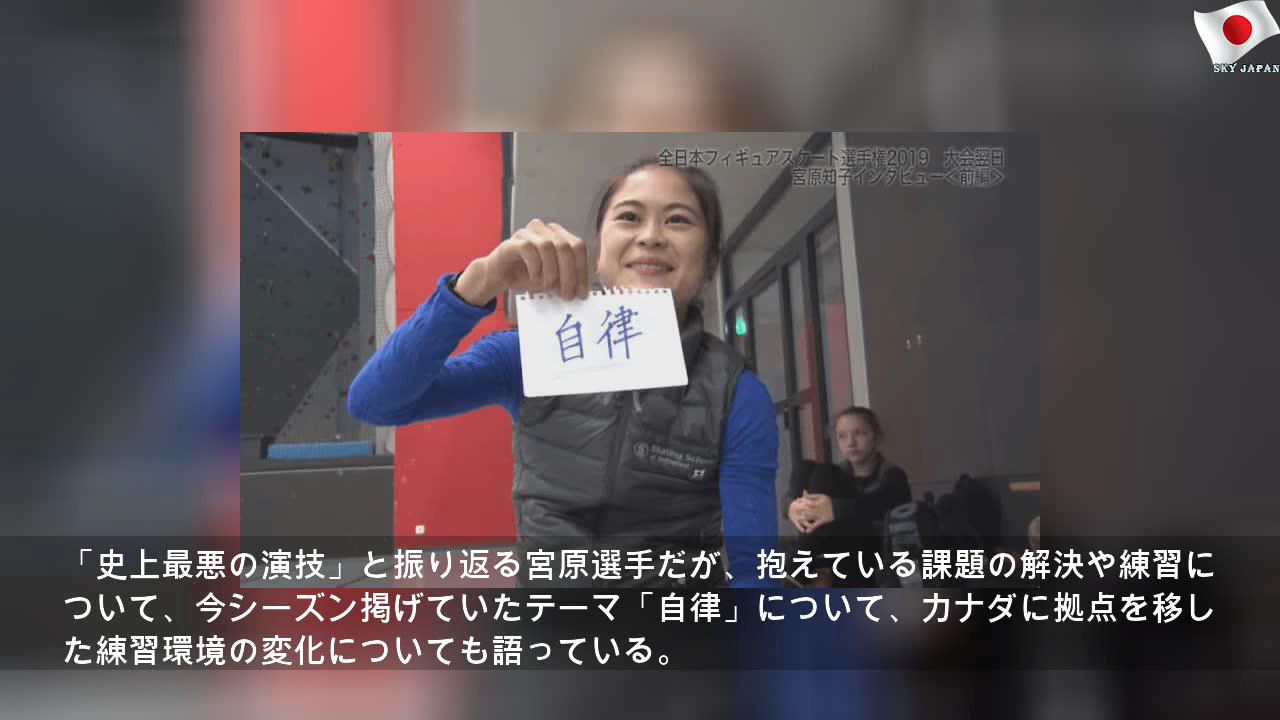 SKY JAPAN
全日本フィギュアスケート選手権2019 大会翌日
宮原知子インタビュー<前編>
自律
Skating School
of Switzerland
「史上最悪の演技」と振り返る宮原選手だが、抱えている課題の解決や練習に
ついて、今シーズン掲げていたテーマ「自律」について、カナダに拠点を移し
た練習環境の変化についても語っている。